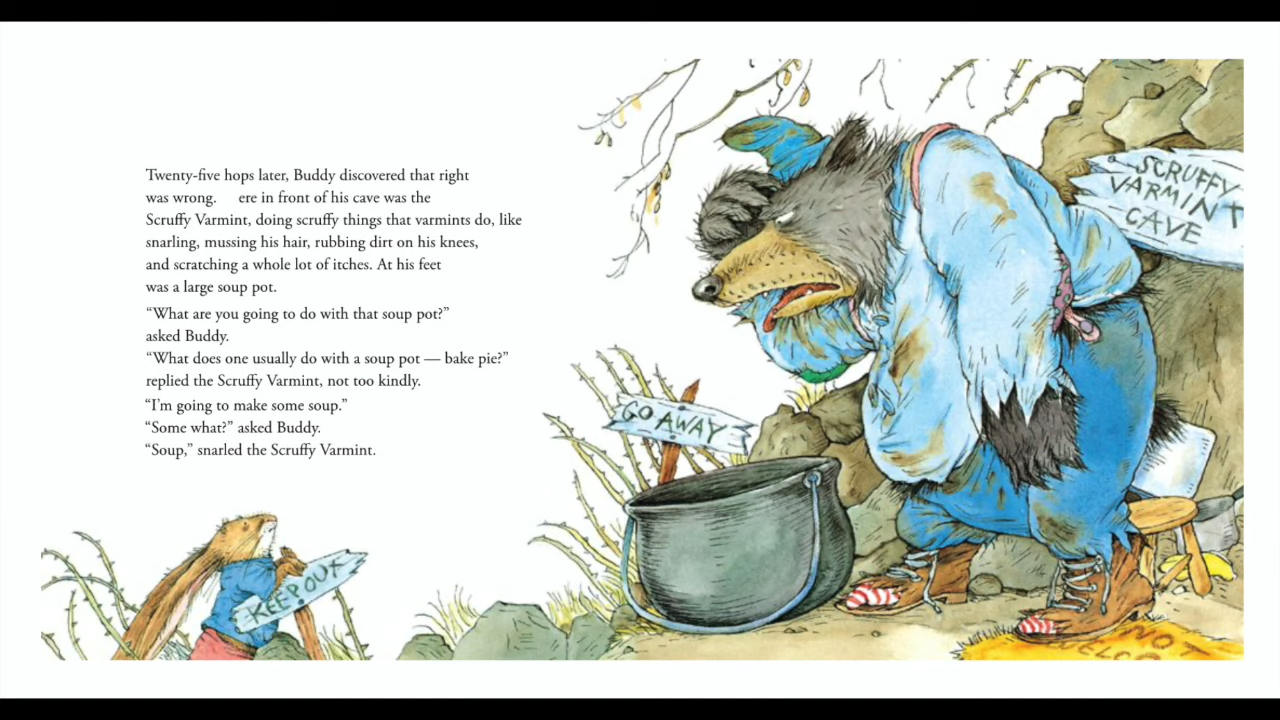 Twenty-five hops later, Buddy discovered that right
was wrong. ere in front of his cave was the
Scruffy Varmint, doing scruffy things that varmints do, like
snarling, mussing his hair, rubbing dirt on his knees,
and scratching a whole lot of itches. At his feet
was a large soup pot.
“What are you going to do with that soup pot?”
asked Buddy.
“What does one usually do with a soup pot — bake pie?”
replied the Scruffy Varmint, not too kindly.
“I’m going to make some soup.”
“Some what?” asked Buddy.
“Soup,” snarled the Scruffy Varmint.
KEEP OUT
GO AWAY
SCRUFFY
VARMINT
CAVE
NOT
WELCO